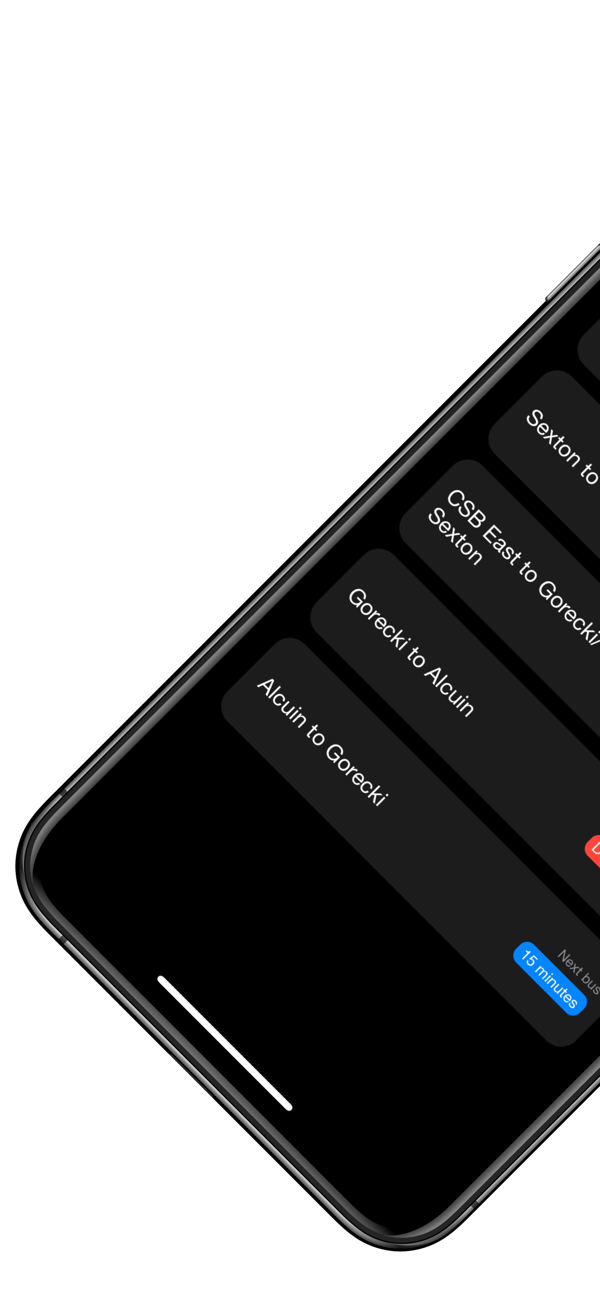 Sexton to
CSB East to Gorecki/
Sexton
Gorecki to Alcuin
Alcuin to Gorecki
Next bus
15 minutes